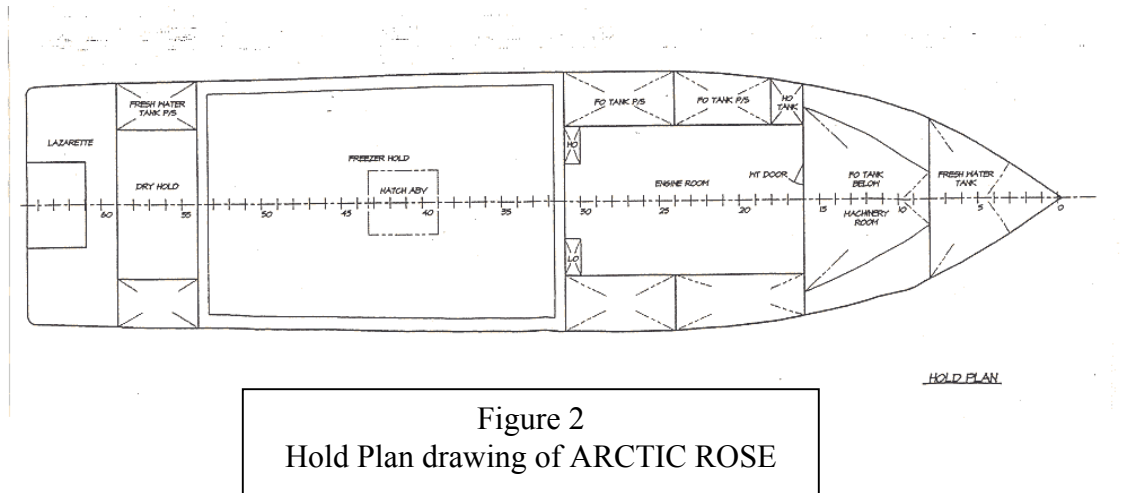 FRESH WATER
TANK P/S
FO TANK P/S
FO TANK P/S
HO
TANK
LAZARETTE
HO
FREEZER HOLD
DRY HOLD
HATCH ABV
ENGINE ROOM
WT DOOR
FO TANK
BELOW
FRESH WATER
TANK
60 55 50 45 40 35 30 25 20 15 10 5 0
MACHINERY
ROOM
LO
HOLD PLAN
Figure 2
Hold Plan drawing of ARCTIC ROSE